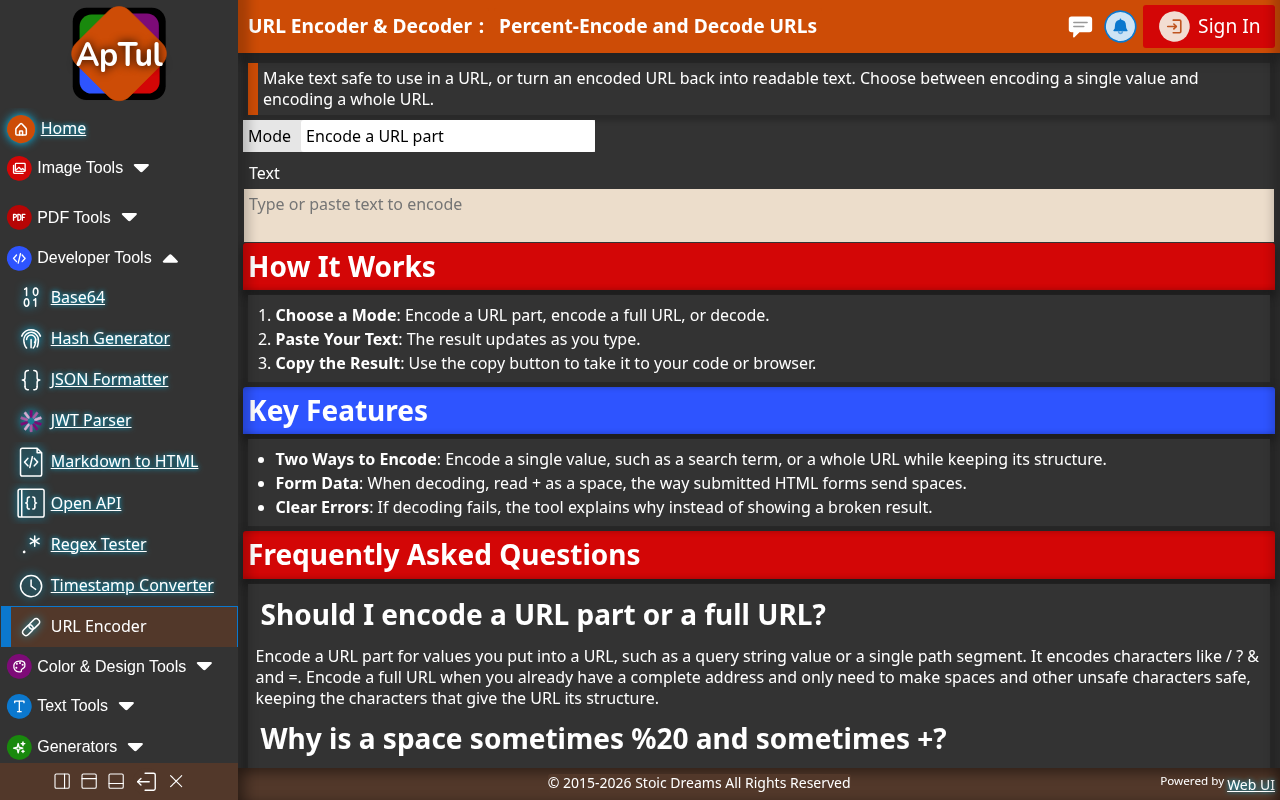 ApTul
Home
Image Tools
PDF
PDF Tools
Developer Tools
Base64
Hash Generator
JSON Formatter
JWT Parser
Markdown to HTML
Open API
Regex Tester
Timestamp Converter
URL Encoder
Color & Design Tools
Text Tools
Generators
URL Encoder & Decoder : Percent-Encode and Decode URLs
Sign In
Make text safe to use in a URL, or turn an encoded URL back into readable text. Choose between encoding a single value and
encoding a whole URL.
Mode Encode a URL part
Text
Type or paste text to encode
How It Works
1. Choose a Mode: Encode a URL part, encode a full URL, or decode.
2. Paste Your Text: The result updates as you type.
3. Copy the Result: Use the copy button to take it to your code or browser.
Key Features
• Two Ways to Encode: Encode a single value, such as a search term, or a whole URL while keeping its structure.
• Form Data: When decoding, read + as a space, the way submitted HTML forms send spaces.
• Clear Errors: If decoding fails, the tool explains why instead of showing a broken result.
Frequently Asked Questions
Should I encode a URL part or a full URL?
Encode a URL part for values you put into a URL, such as a query string value or a single path segment. It encodes characters like / ? &
and =. Encode a full URL when you already have a complete address and only need to make spaces and other unsafe characters safe,
keeping the characters that give the URL its structure.
Why is a space sometimes %20 and sometimes +?
© 2015-2026 Stoic Dreams All Rights Reserved
Powered by Web UI